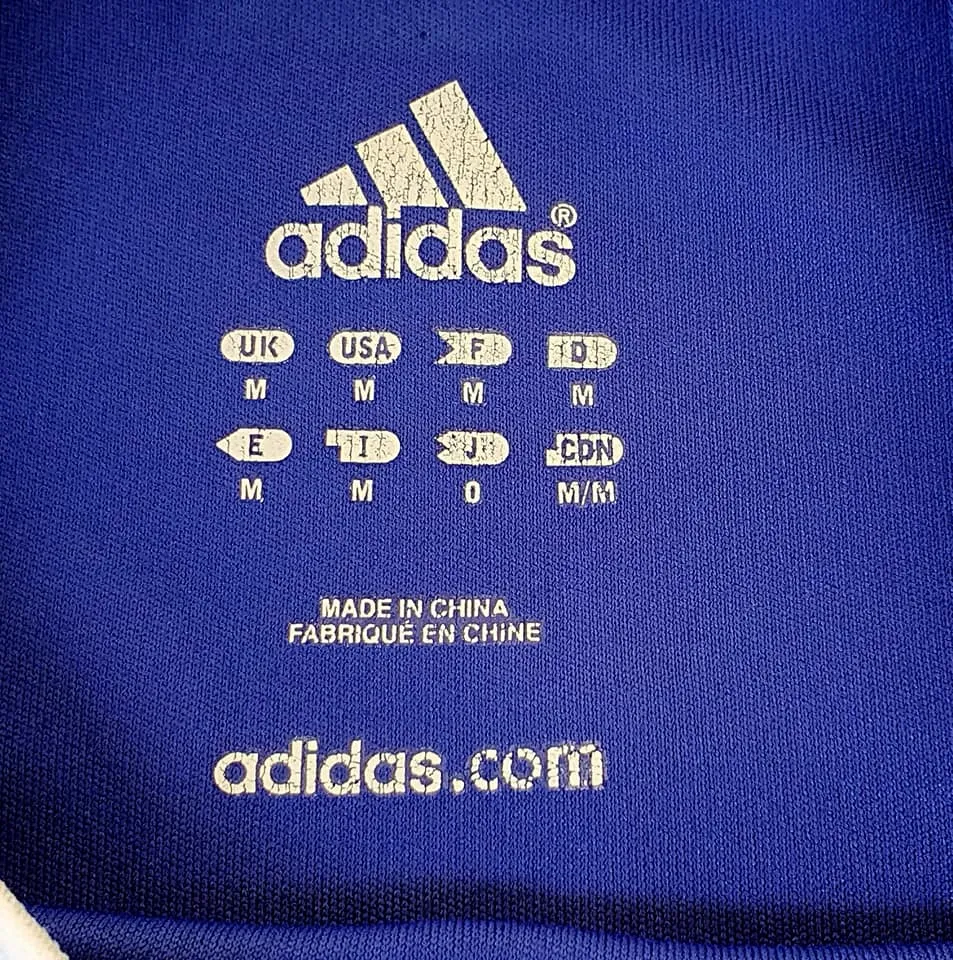 adidas®
UK USA F D
M M M M
E I J CDN
M M O M/M
MADE IN CHINA
FABRIQUÉ EN CHINE
adidas.com